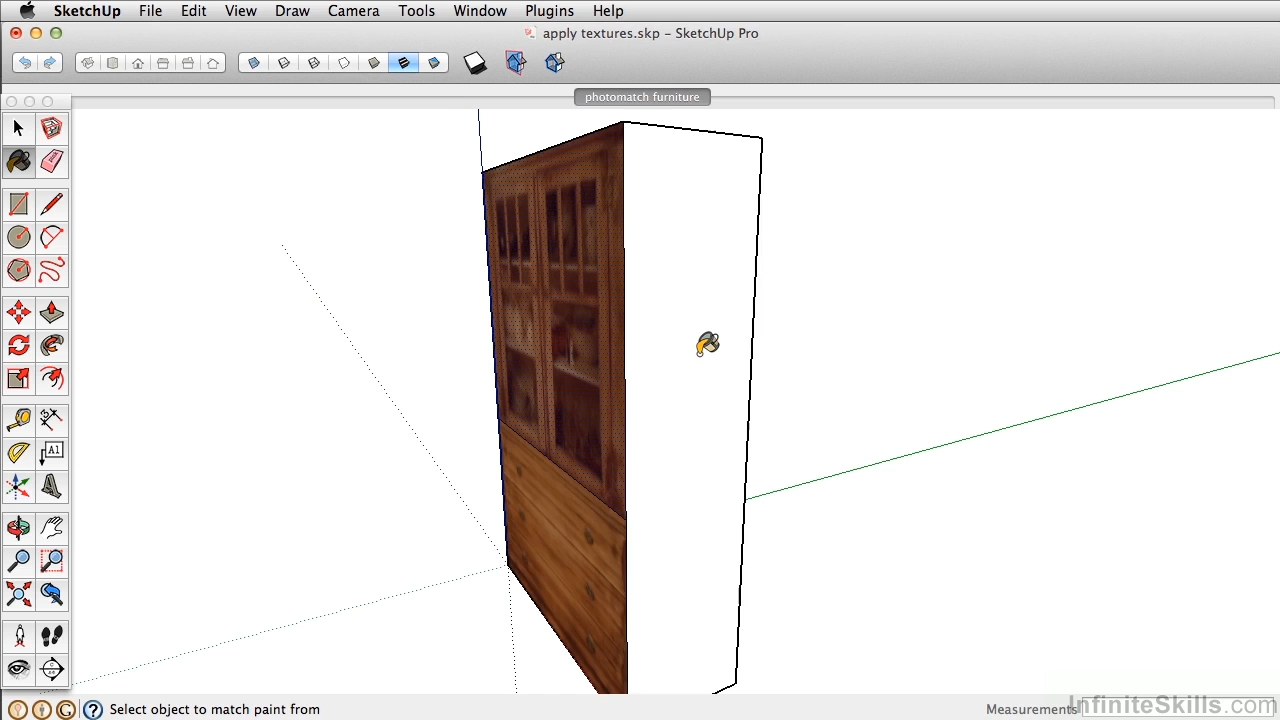 SketchUp File Edit View Draw Camera Tools Window Plugins Help
apply textures.skp – SketchUp Pro
photomatch furniture
A1
Select object to match paint from
Measurements
InfiniteSkills.com